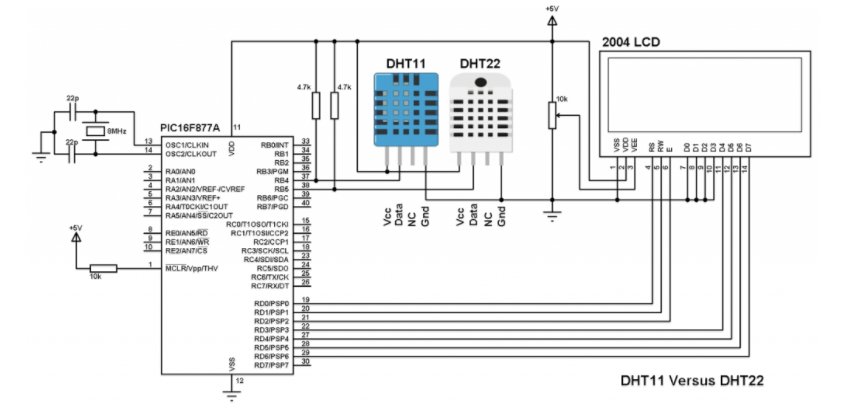 +5V
2004 LCD
DHT11
DHT22
4.7k
4.7k
22p
8MHz
22p
10k
PIC16F877A
11
VDD
13 OSC1/CLKIN
14 OSC2/CLKOUT
2 RA0/AN0
3 RA1/AN1
4 RA2/AN2/VREF-/CVREF
5 RA3/AN3/VREF+
6 RA4/T0CKI/C1OUT
7 RA5/AN4/SS/C2OUT
8 RE0/AN5/RD
9 RE1/AN6/WR
10 RE2/AN7/CS
1 MCLR/Vpp/THV
+5V
10k
RB0/INT 33
RB1 34
RB2 35
RB3/PGM 36
RB4 37
RB5 38
RB6/PGC 39
RB7/PGD 40
RC0/T1OSO/T1CKI 15
RC1/T1OSI/CCP2 16
RC2/CCP1 17
RC3/SCK/SCL 18
RC4/SDI/SDA 23
RC5/SDO 24
RC6/TX/CK 25
RC7/RX/DT 26
RD0/PSP0 19
RD1/PSP1 20
RD2/PSP2 21
RD3/PSP3 22
RD4/PSP4 27
RD5/PSP5 28
RD6/PSP6 29
RD7/PSP7 30
VSS
12
Vcc
Data
NC
Gnd
Vcc
Data
NC
Gnd
VSS VDD VEE RS RW E D0 D1 D2 D3 D4 D5 D6 D7
1 2 3 4 5 6 7 8 9 10 11 12 13 14
DHT11 Versus DHT22